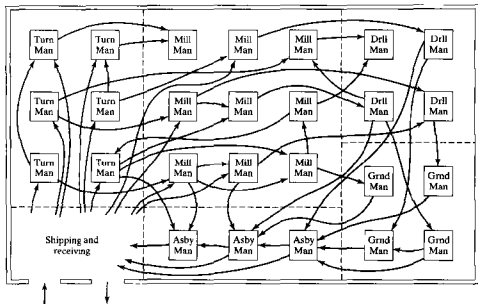 Turn Turn Mill Mill Mill Drll Drll
Man Man Man Man Man Man Man
Turn Turn Mill Mill Mill Drll Drll
Man Man Man Man Man Man Man
Turn Turn Mill Mill Mill Grnd Grnd
Man Man Man Man Man Man Man
Shipping and
receiving
Asby Asby Asby Grnd Grnd
Man Man Man Man Man